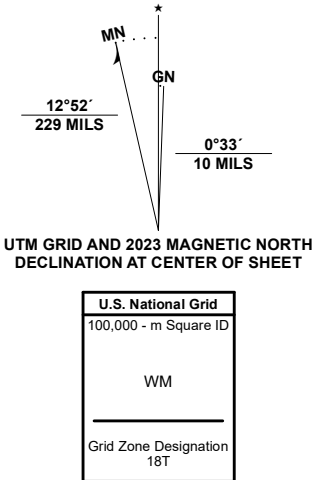 ★
MN
GN
12°52´
229 MILS
0°33´
10 MILS
UTM GRID AND 2023 MAGNETIC NORTH
DECLINATION AT CENTER OF SHEET
U.S. National Grid
100,000 - m Square ID
WM
Grid Zone Designation
18T